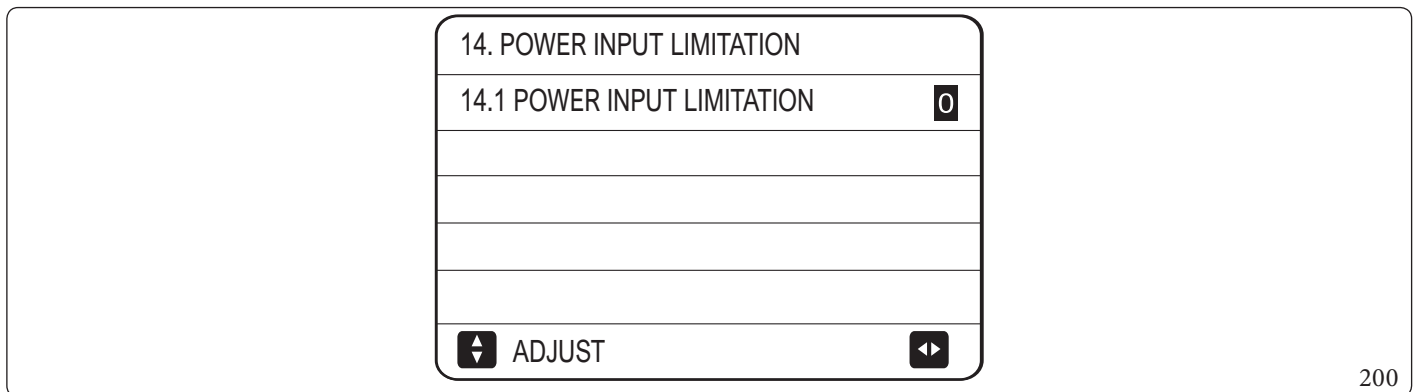 14. POWER INPUT LIMITATION
14.1 POWER INPUT LIMITATION 0
ADJUST
200